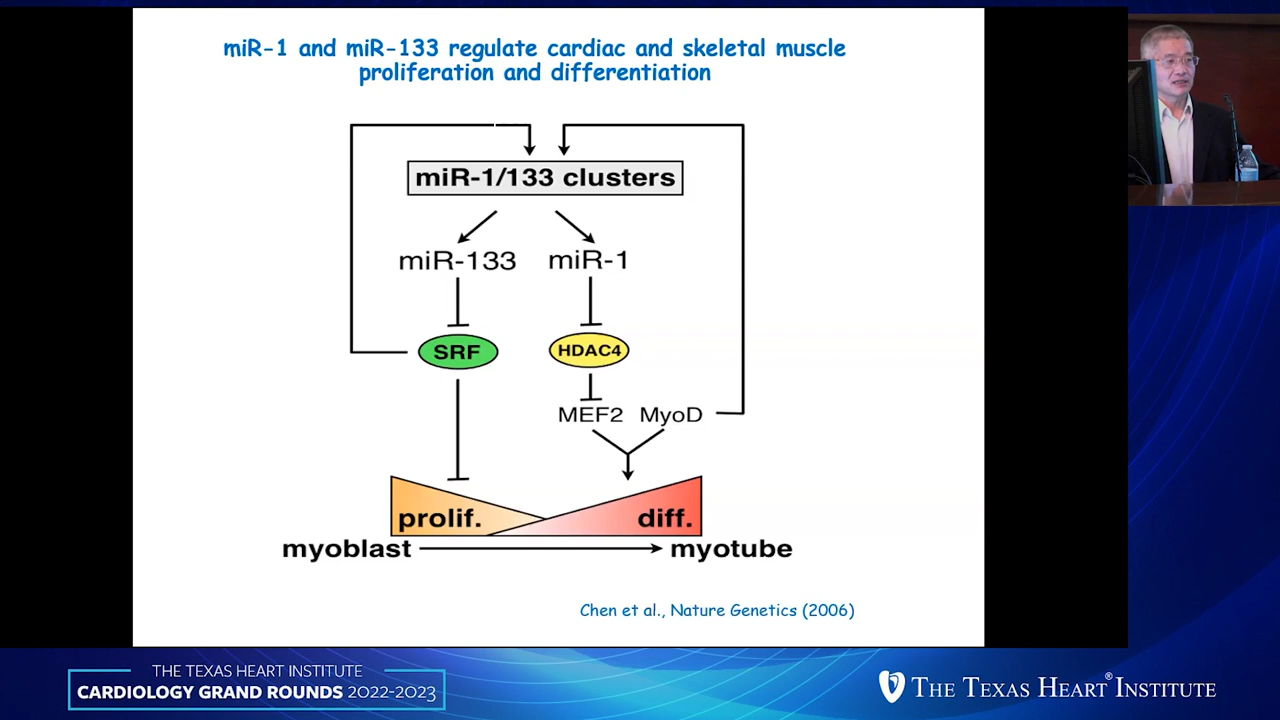 miR-1 and miR-133 regulate cardiac and skeletal muscle
proliferation and differentiation
miR-1/133 clusters
miR-133
miR-1
SRF
HDAC4
MEF2
MyoD
prolif.
diff.
myoblast
myotube
Chen et al., Nature Genetics (2006)
THE TEXAS HEART INSTITUTE
CARDIOLOGY GRAND ROUNDS 2022-2023
THE TEXAS HEART® INSTITUTE